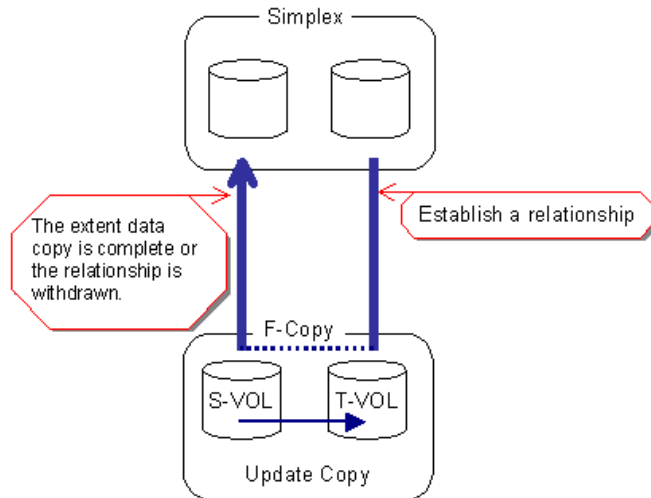 Simplex
The extent data
copy is complete or
the relationship is
withdrawn.
Establish a relationship
F-Copy
S-VOL
T-VOL
Update Copy